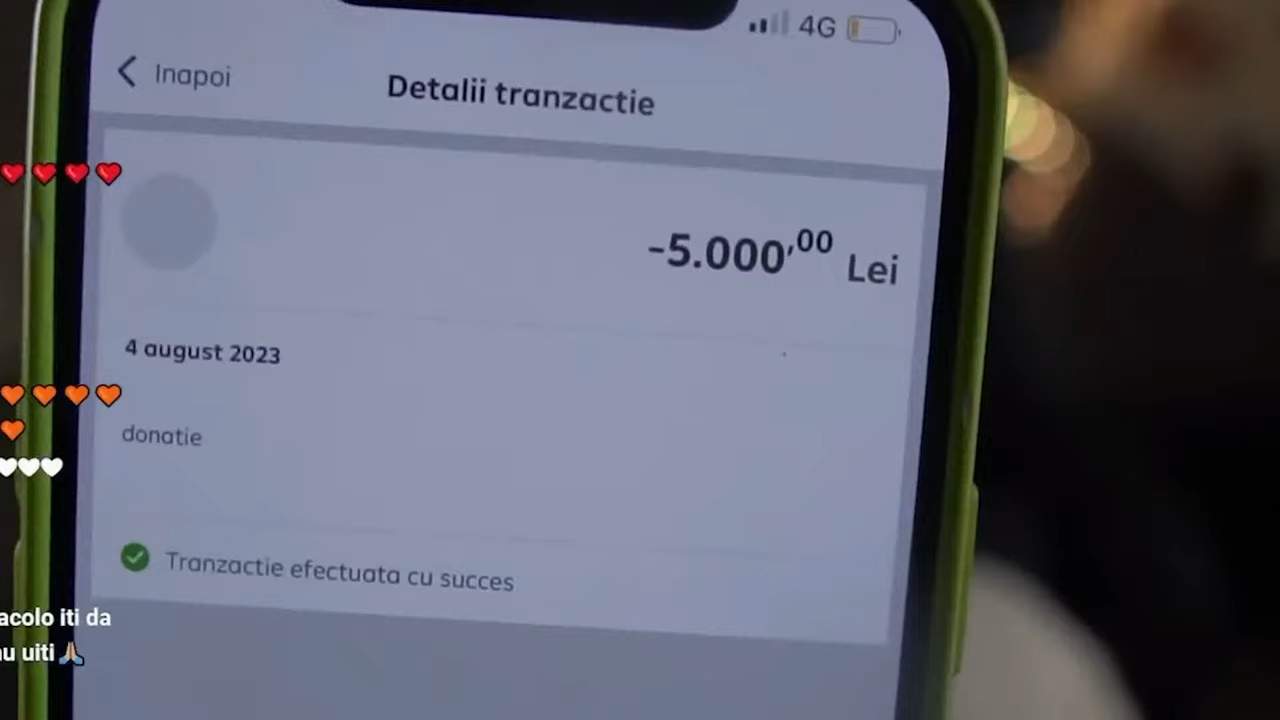 4G
Inapoi
Detalii tranzactie
-5.000,00 Lei
4 august 2023
donatie
Tranzactie efectuata cu succes
acolo iti da
uiti